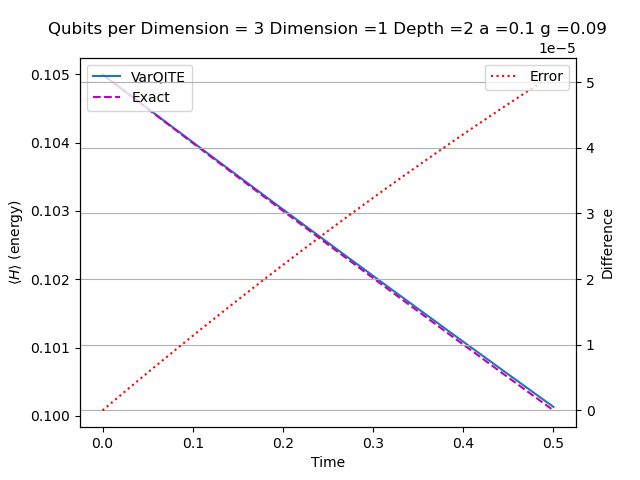 Qubits per Dimension = 3 Dimension =1 Depth =2 a =0.1 g =0.09
1e−5
VarQITE
Exact
Error
0.105
0.104
0.103
0.102
0.101
0.100
⟨H⟩ (energy)
5
4
3
2
1
0
Difference
0.0 0.1 0.2 0.3 0.4 0.5
Time